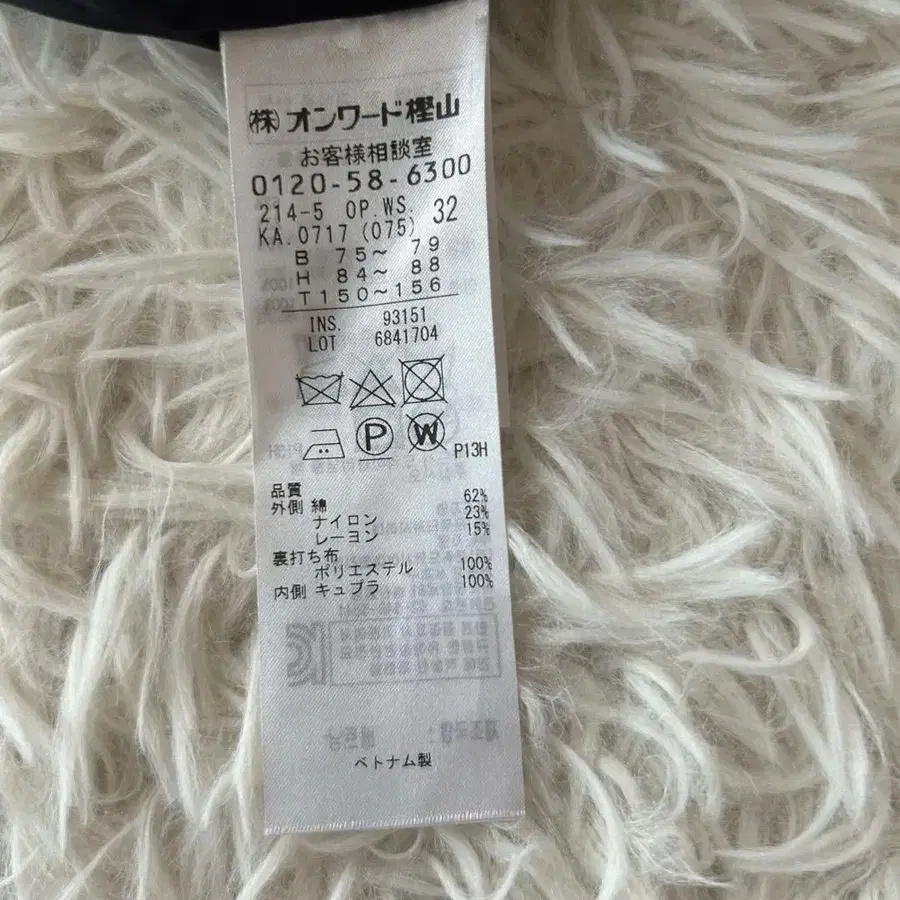 ㈱オンワード樫山
お客様相談室
0120-58-6300
214-5 OP.WS. 32
KA.0717 (075)
B 75~ 79
H 84~ 88
T150~156
INS. 93151
LOT 6841704
P
W
P13H
品質
外側 綿 62%
ナイロン 23%
レーヨン 15%
裏打ち布
ポリエステル 100%
内側 キュプラ 100%
ベトナム製